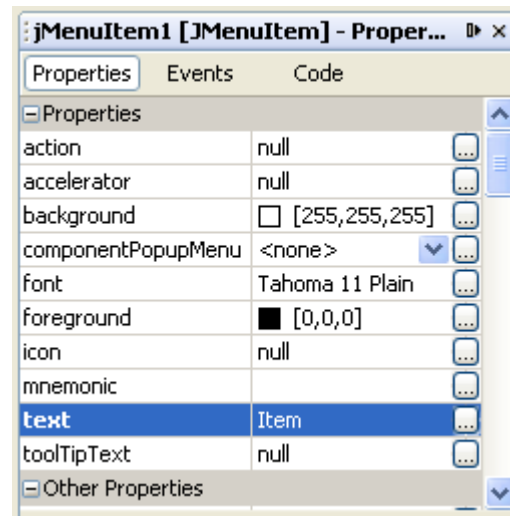 jMenuItem1 [JMenuItem] - Proper...
Properties Events Code
Properties
action null ...
accelerator null ...
background [255,255,255] ...
componentPopupMenu <none> ...
font Tahoma 11 Plain ...
foreground [0,0,0] ...
icon null ...
mnemonic ...
text Item ...
toolTipText null ...
Other Properties